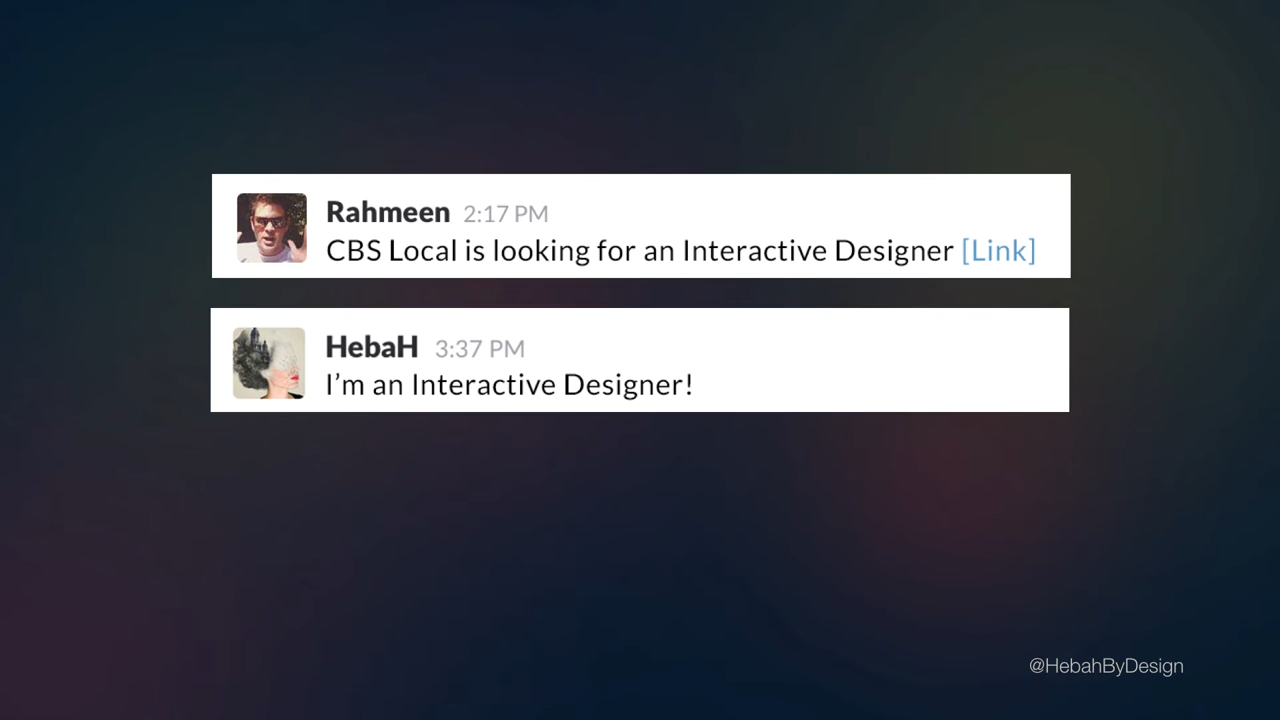 Rahmeen 2:17 PM
CBS Local is looking for an Interactive Designer [Link]
HebaH 3:37 PM
I’m an Interactive Designer!
@HebahByDesign